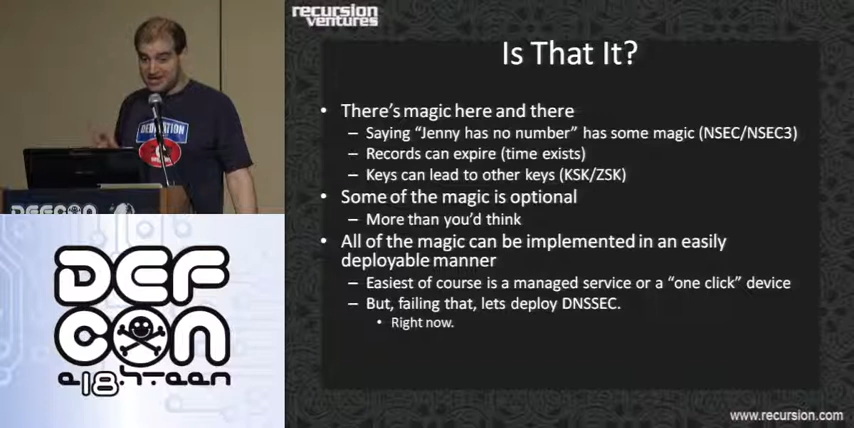 recursion
ventures
Is That It?
• There's magic here and there
– Saying "Jenny has no number" has some magic (NSEC/NSEC3)
– Records can expire (time exists)
– Keys can lead to other keys (KSK/ZSK)
• Some of the magic is optional
– More than you'd think
• All of the magic can be implemented in an easily
deployable manner
– Easiest of course is a managed service or a "one click" device
– But, failing that, lets deploy DNSSEC.
• Right now.
www.recursion.com
DEDICATION
DEFCON
DEF
CON
e18hteen